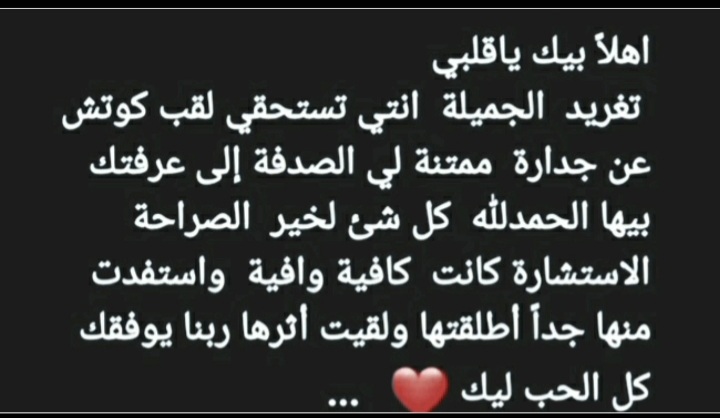 اهلاً بيك ياقلبي
تغريد الجميلة انتي تستحقي لقب كوتش
عن جدارة ممتنة لي الصدفة إلى عرفتك
بيها الحمدلله كل شئ لخير الصراحة
الاستشارة كانت كافية وافية واستفدت
منها جداً أطلقتها ولقيت أثرها ربنا يوفقك
كل الحب ليك ❤️ ...